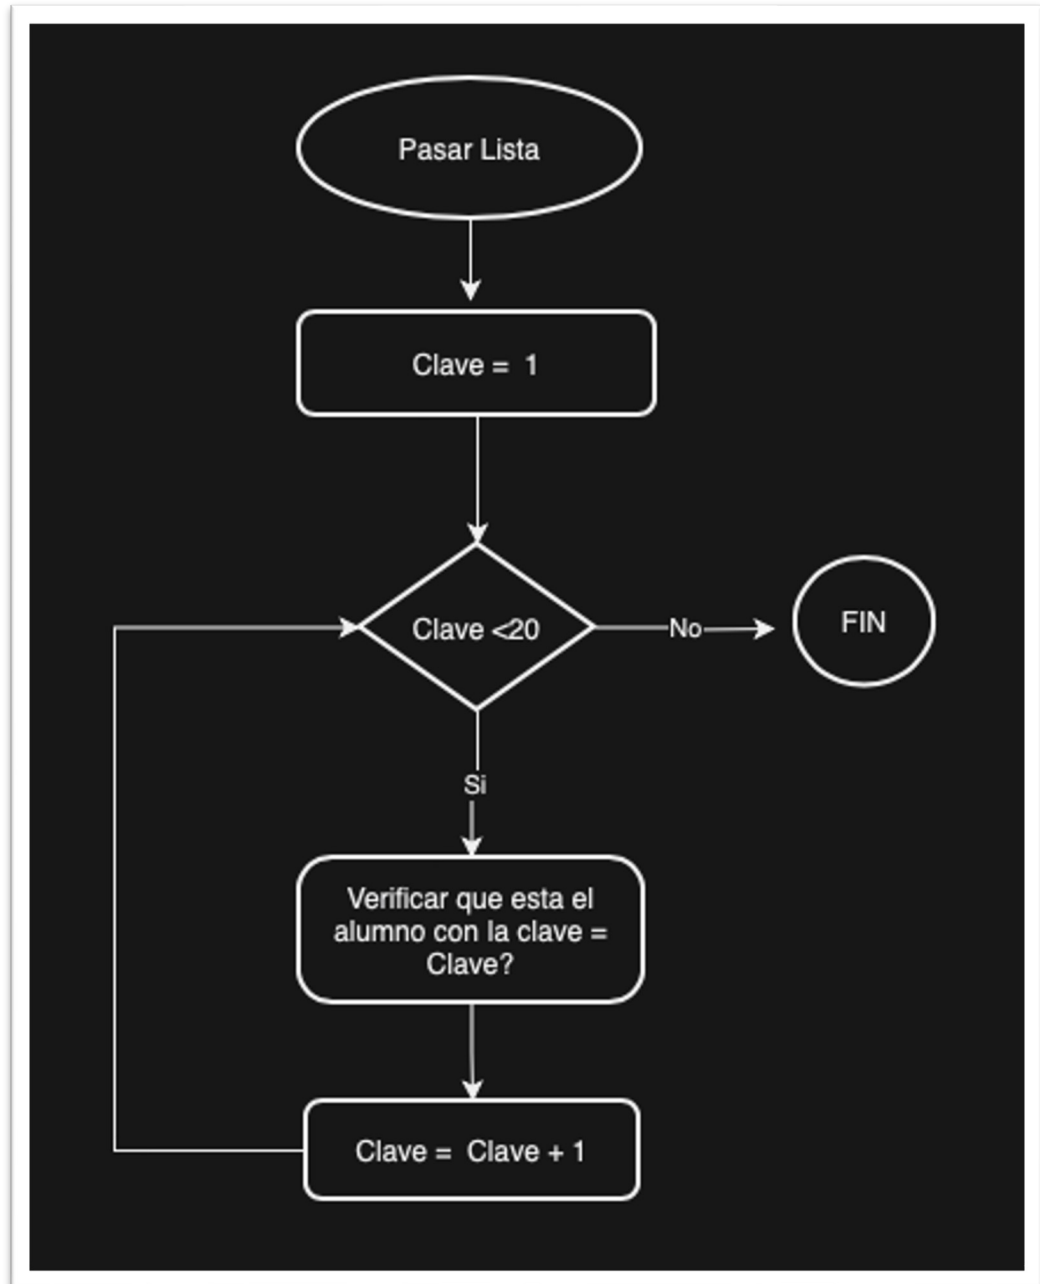 Pasar Lista
Clave = 1
Clave <20
No
FIN
Si
Verificar que esta el
alumno con la clave =
Clave?
Clave = Clave + 1